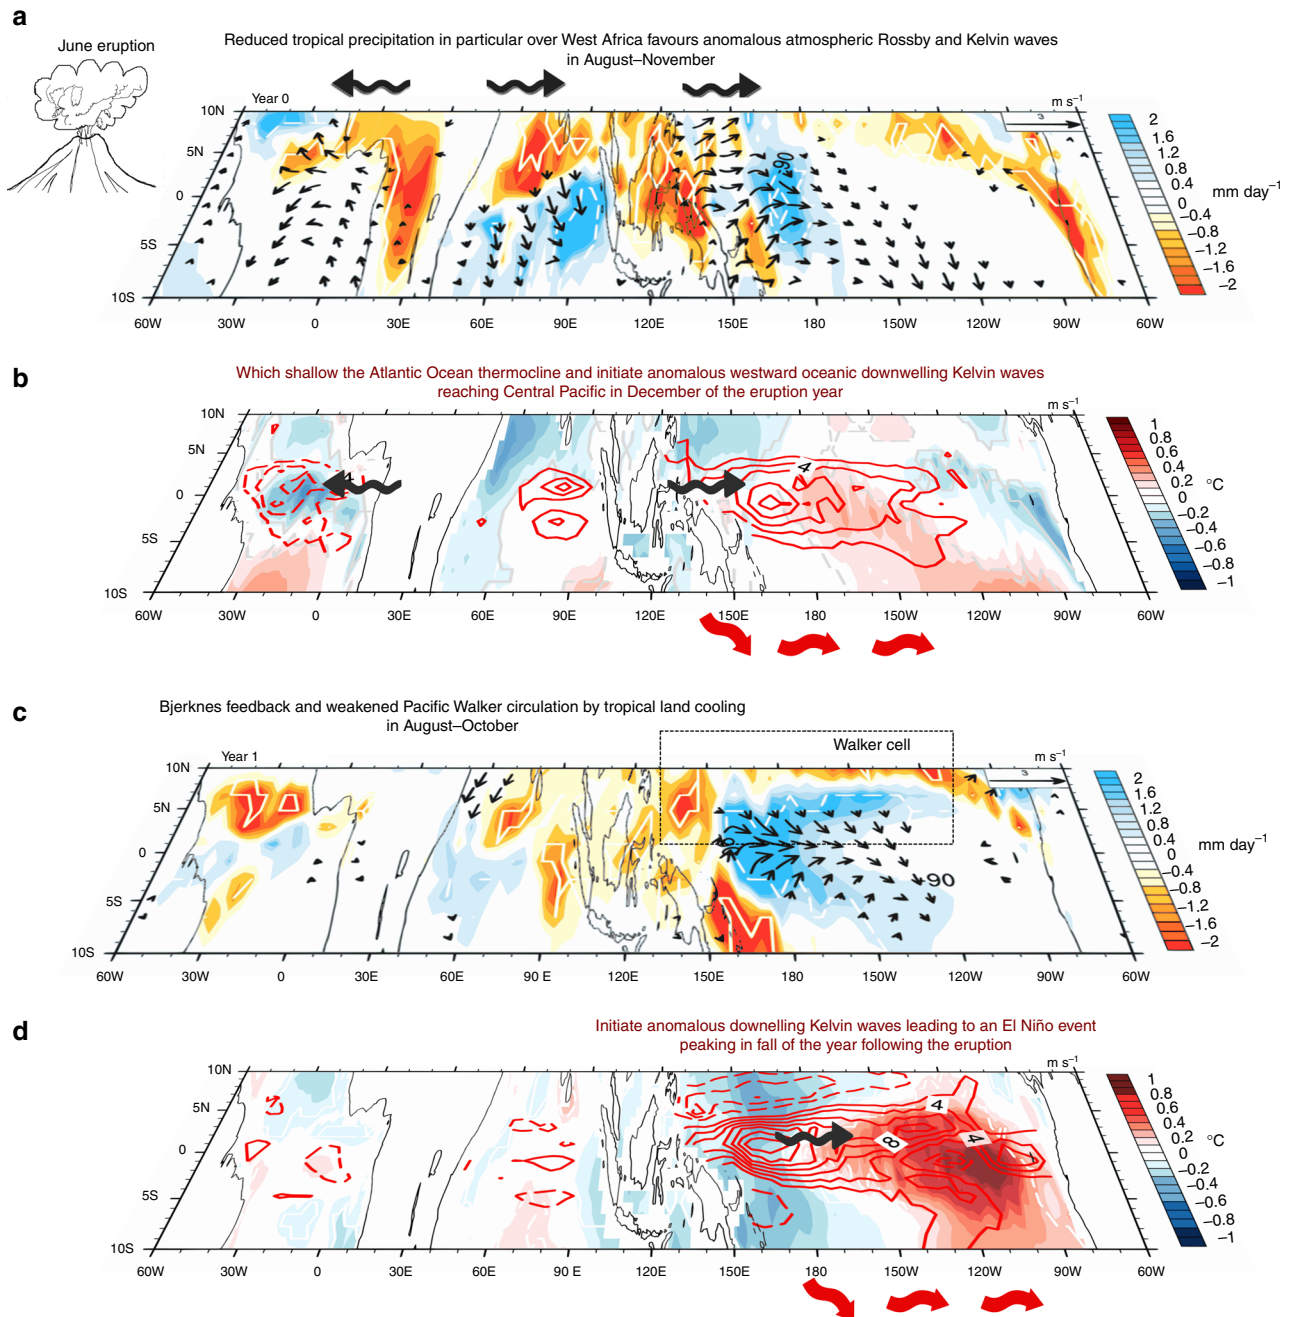 a
June eruption
Reduced tropical precipitation in particular over West Africa favours anomalous atmospheric Rossby and Kelvin waves
in August–November
Year 0
m s⁻¹
3
10N
5N
0
5S
10S
60W 30W 0 30E 60E 90E 120E 150E 180 150W 120W 90W 60W
90
2
1.6
1.2
0.8
0.4
0
−0.4
−0.8
−1.2
−1.6
−2
mm day⁻¹
b
Which shallow the Atlantic Ocean thermocline and initiate anomalous westward oceanic downwelling Kelvin waves
reaching Central Pacific in December of the eruption year
m s⁻¹
10N
5N
0
5S
10S
60W 30W 0 30E 60E 90E 120E 150E 180 150W 120W 90W 60W
4
1
0.8
0.6
0.4
0.2
0
−0.2
−0.4
−0.6
−0.8
−1
°C
c
Bjerknes feedback and weakened Pacific Walker circulation by tropical land cooling
in August–October
Walker cell
Year 1
m s⁻¹
3
10N
5N
0
5S
10S
60W 30W 0 30E 60E 90 E 120E 150E 180 150W 120W 90W 60W
90
2
1.6
1.2
0.8
0.4
0
−0.4
−0.8
−1.2
−1.6
−2
mm day⁻¹
d
Initiate anomalous downelling Kelvin waves leading to an El Niño event
peaking in fall of the year following the eruption
m s⁻¹
10N
5N
0
5S
10S
60W 30W 0 30E 60E 90 E 120E 150E 180 150W 120W 90W 60W
4
8
4
1
0.8
0.6
0.4
0.2
0
−0.2
−0.4
−0.6
−0.8
−1
°C